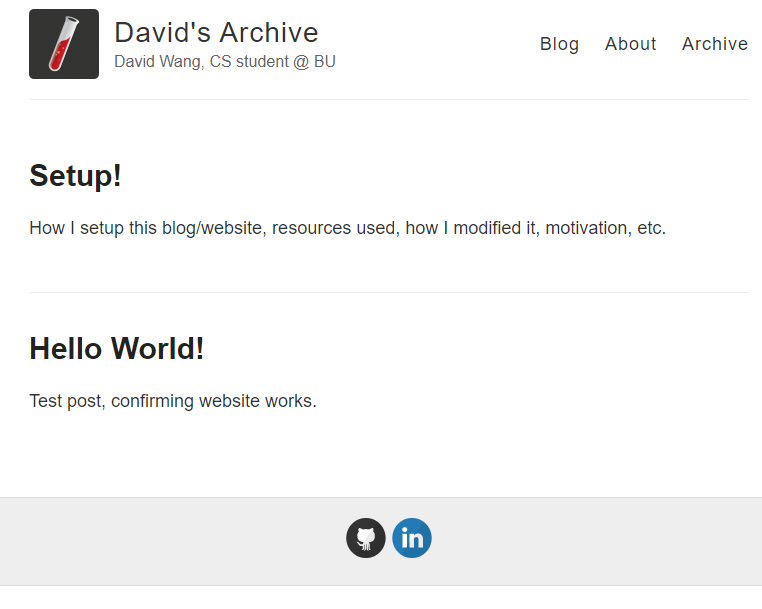 David's Archive
David Wang, CS student @ BU
Blog About Archive
Setup!
How I setup this blog/website, resources used, how I modified it, motivation, etc.
Hello World!
Test post, confirming website works.
in